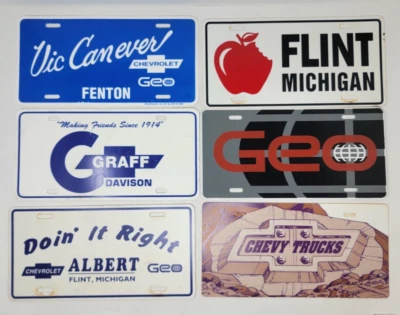 Vic Canever!
CHEVROLET
Geo
FENTON
FLINT
MICHIGAN
"Making Friends Since 1914"
GRAFF
DAVISON
Geo
Doin' It Right
CHEVROLET ALBERT Geo
FLINT, MICHIGAN
CHEVY TRUCKS